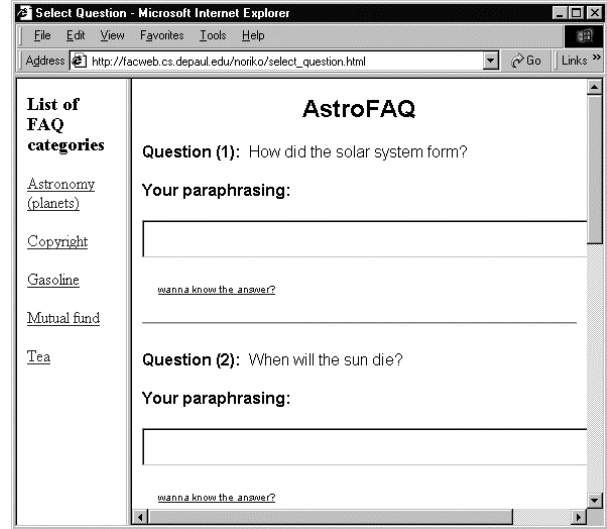 Select Question - Microsoft Internet Explorer
File Edit View Favorites Tools Help
Address http://facweb.cs.depaul.edu/noriko/select_question.html Go Links »
List of
FAQ
categories
Astronomy
(planets)
Copyright
Gasoline
Mutual fund
Tea
AstroFAQ
Question (1): How did the solar system form?
Your paraphrasing:
wanna know the answer?
Question (2): When will the sun die?
Your paraphrasing:
wanna know the answer?